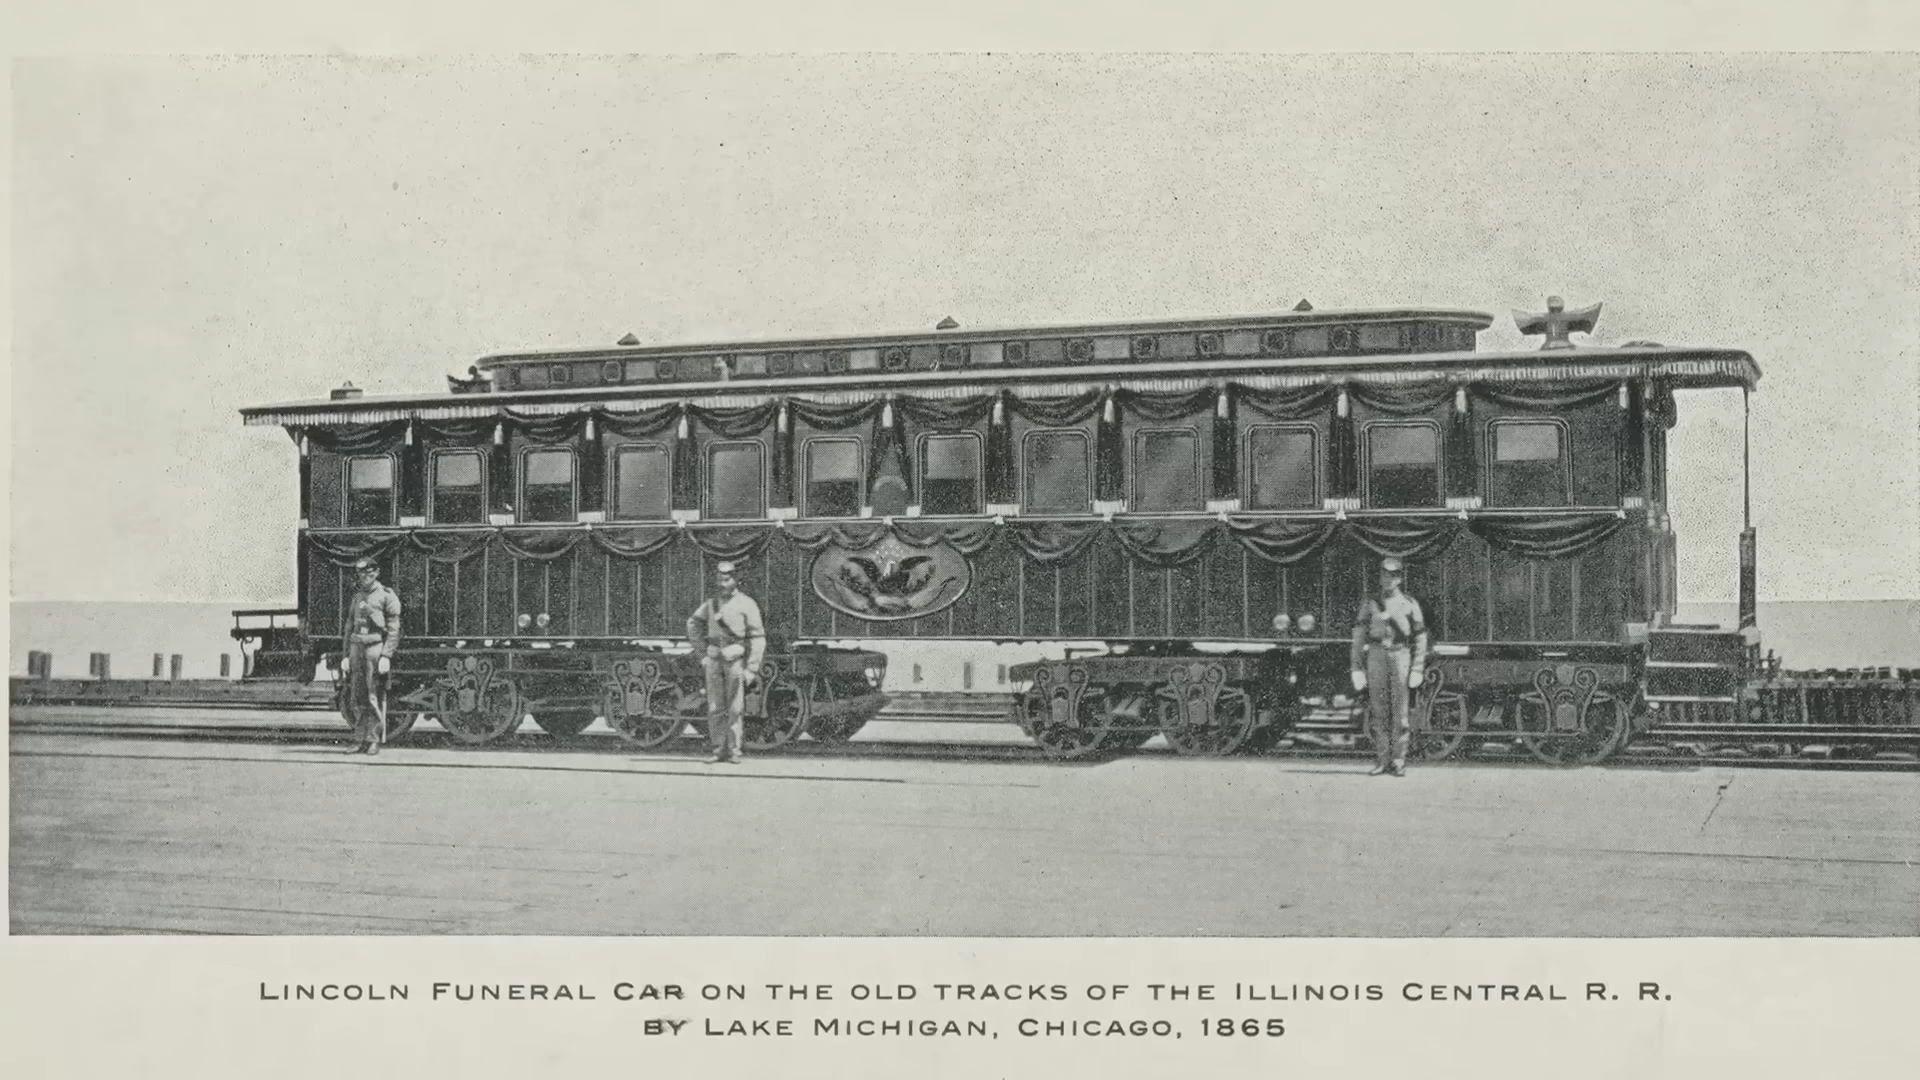 LINCOLN FUNERAL CAR ON THE OLD TRACKS OF THE ILLINOIS CENTRAL R. R.
BY LAKE MICHIGAN, CHICAGO, 1865